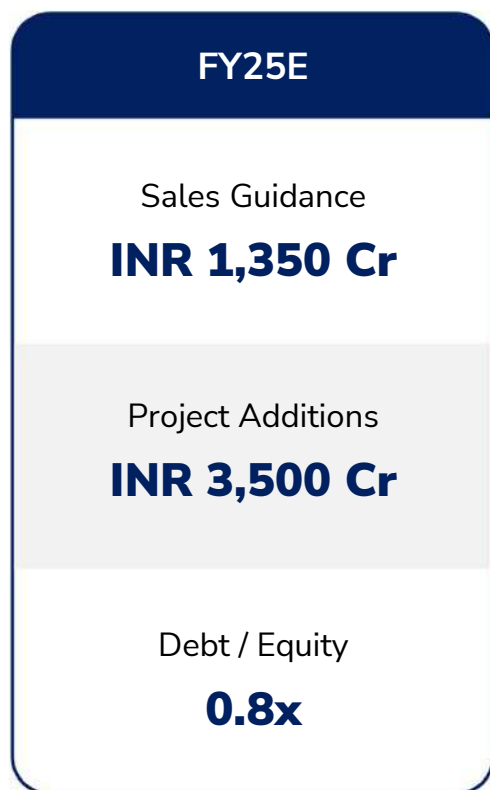 FY25E
Sales Guidance
INR 1,350 Cr
Project Additions
INR 3,500 Cr
Debt / Equity
0.8x